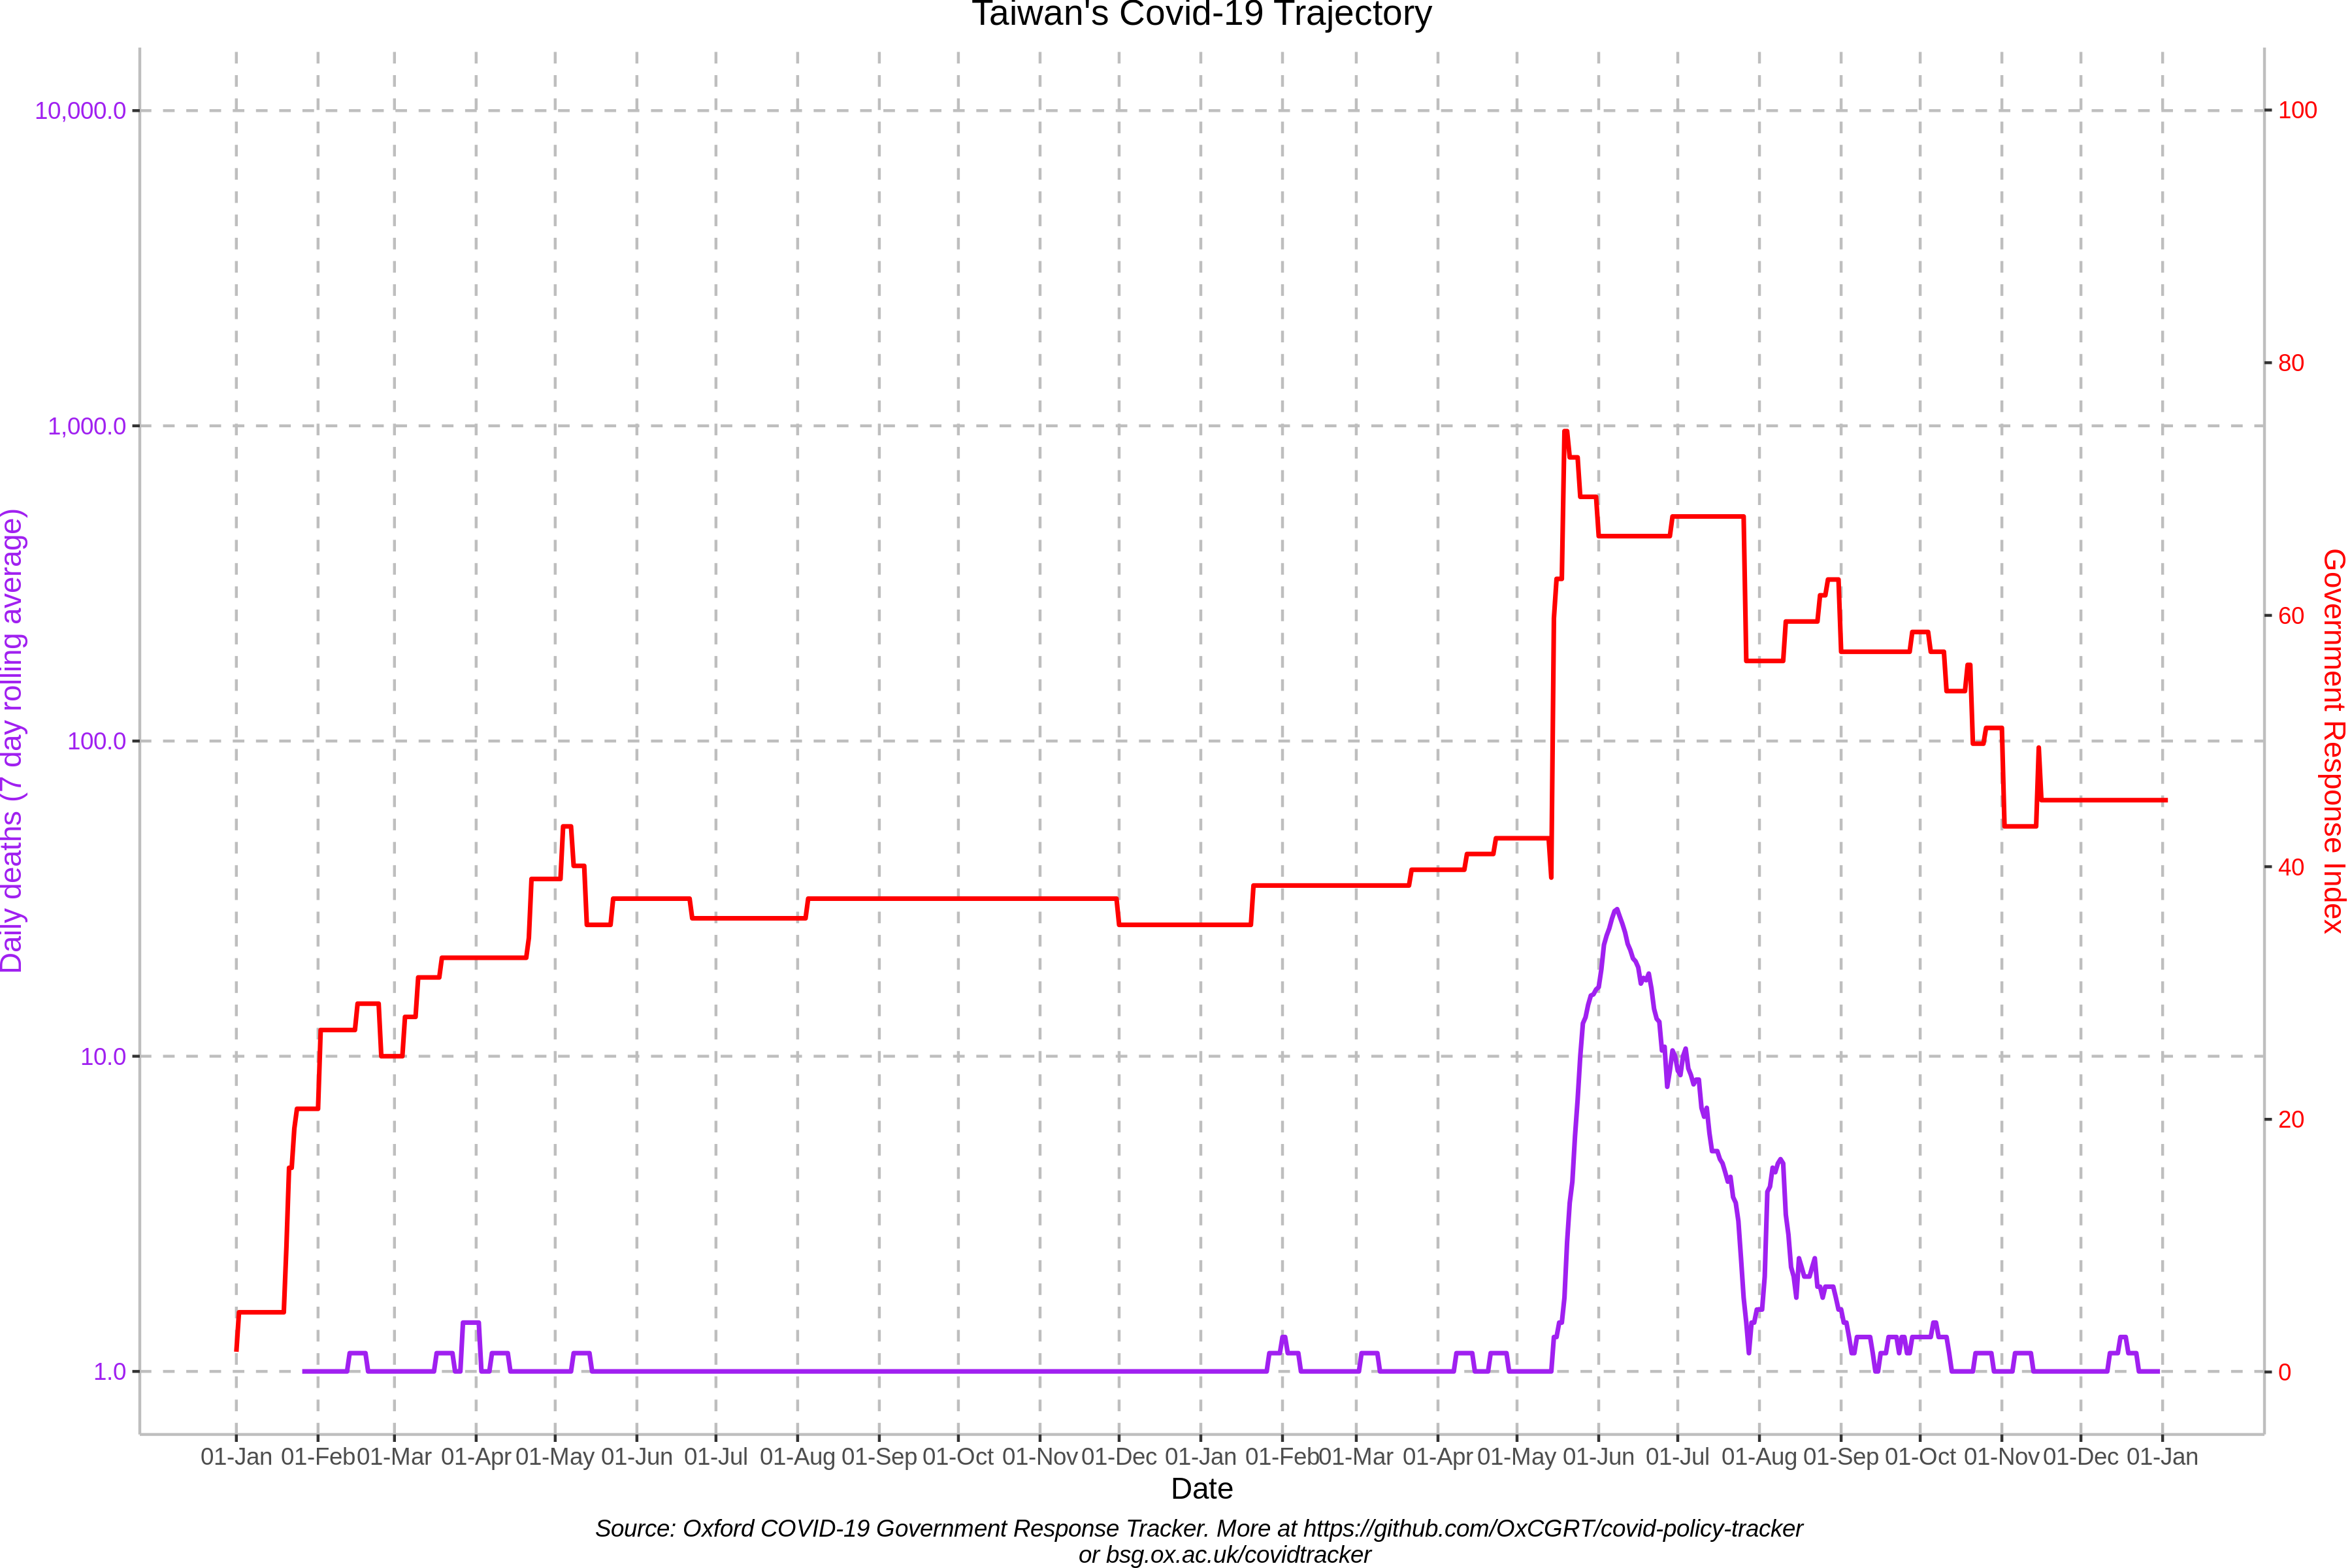 Taiwan's Covid-19 Trajectory
10,000.0
1,000.0
100.0
10.0
1.0
Daily deaths (7 day rolling average)
100
80
60
40
20
0
Government Response Index
01-Jan 01-Feb 01-Mar 01-Apr 01-May 01-Jun 01-Jul 01-Aug 01-Sep 01-Oct 01-Nov 01-Dec 01-Jan 01-Feb 01-Mar 01-Apr 01-May 01-Jun 01-Jul 01-Aug 01-Sep 01-Oct 01-Nov 01-Dec 01-Jan
Date
Source: Oxford COVID-19 Government Response Tracker. More at https://github.com/OxCGRT/covid-policy-tracker
or bsg.ox.ac.uk/covidtracker